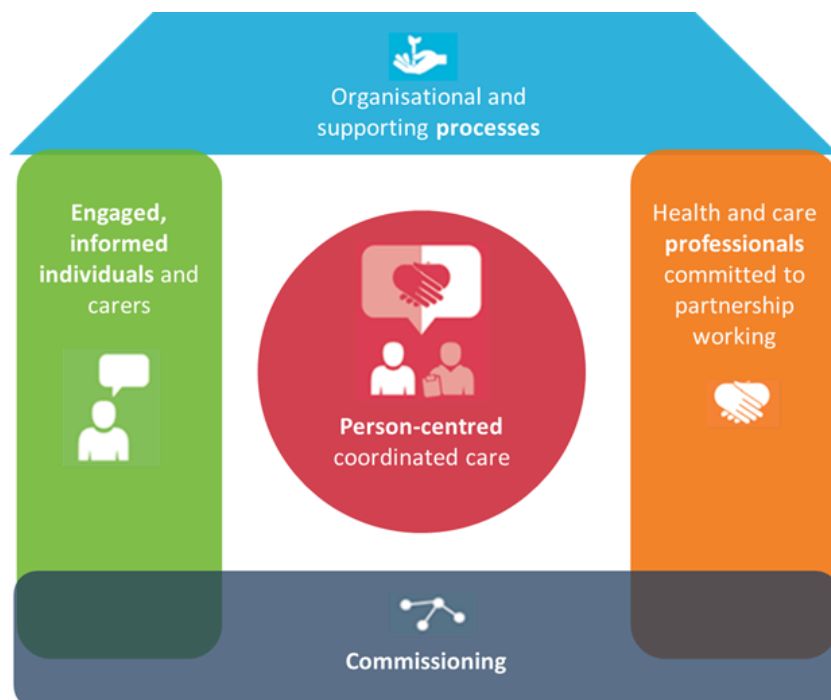 Organisational and
supporting processes
Engaged,
informed
individuals and
carers
Health and care
professionals
committed to
partnership
working
Person-centred
coordinated care
Commissioning